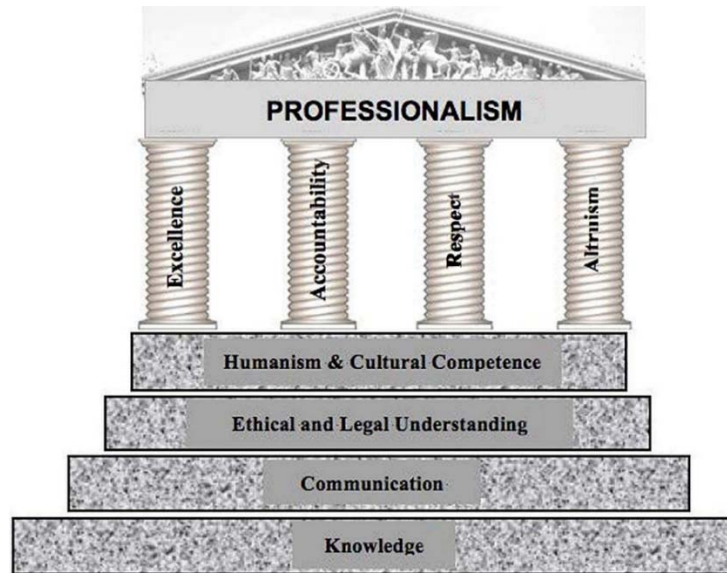 PROFESSIONALISM
Excellence
Accountability
Respect
Altruism
Humanism & Cultural Competence
Ethical and Legal Understanding
Communication
Knowledge